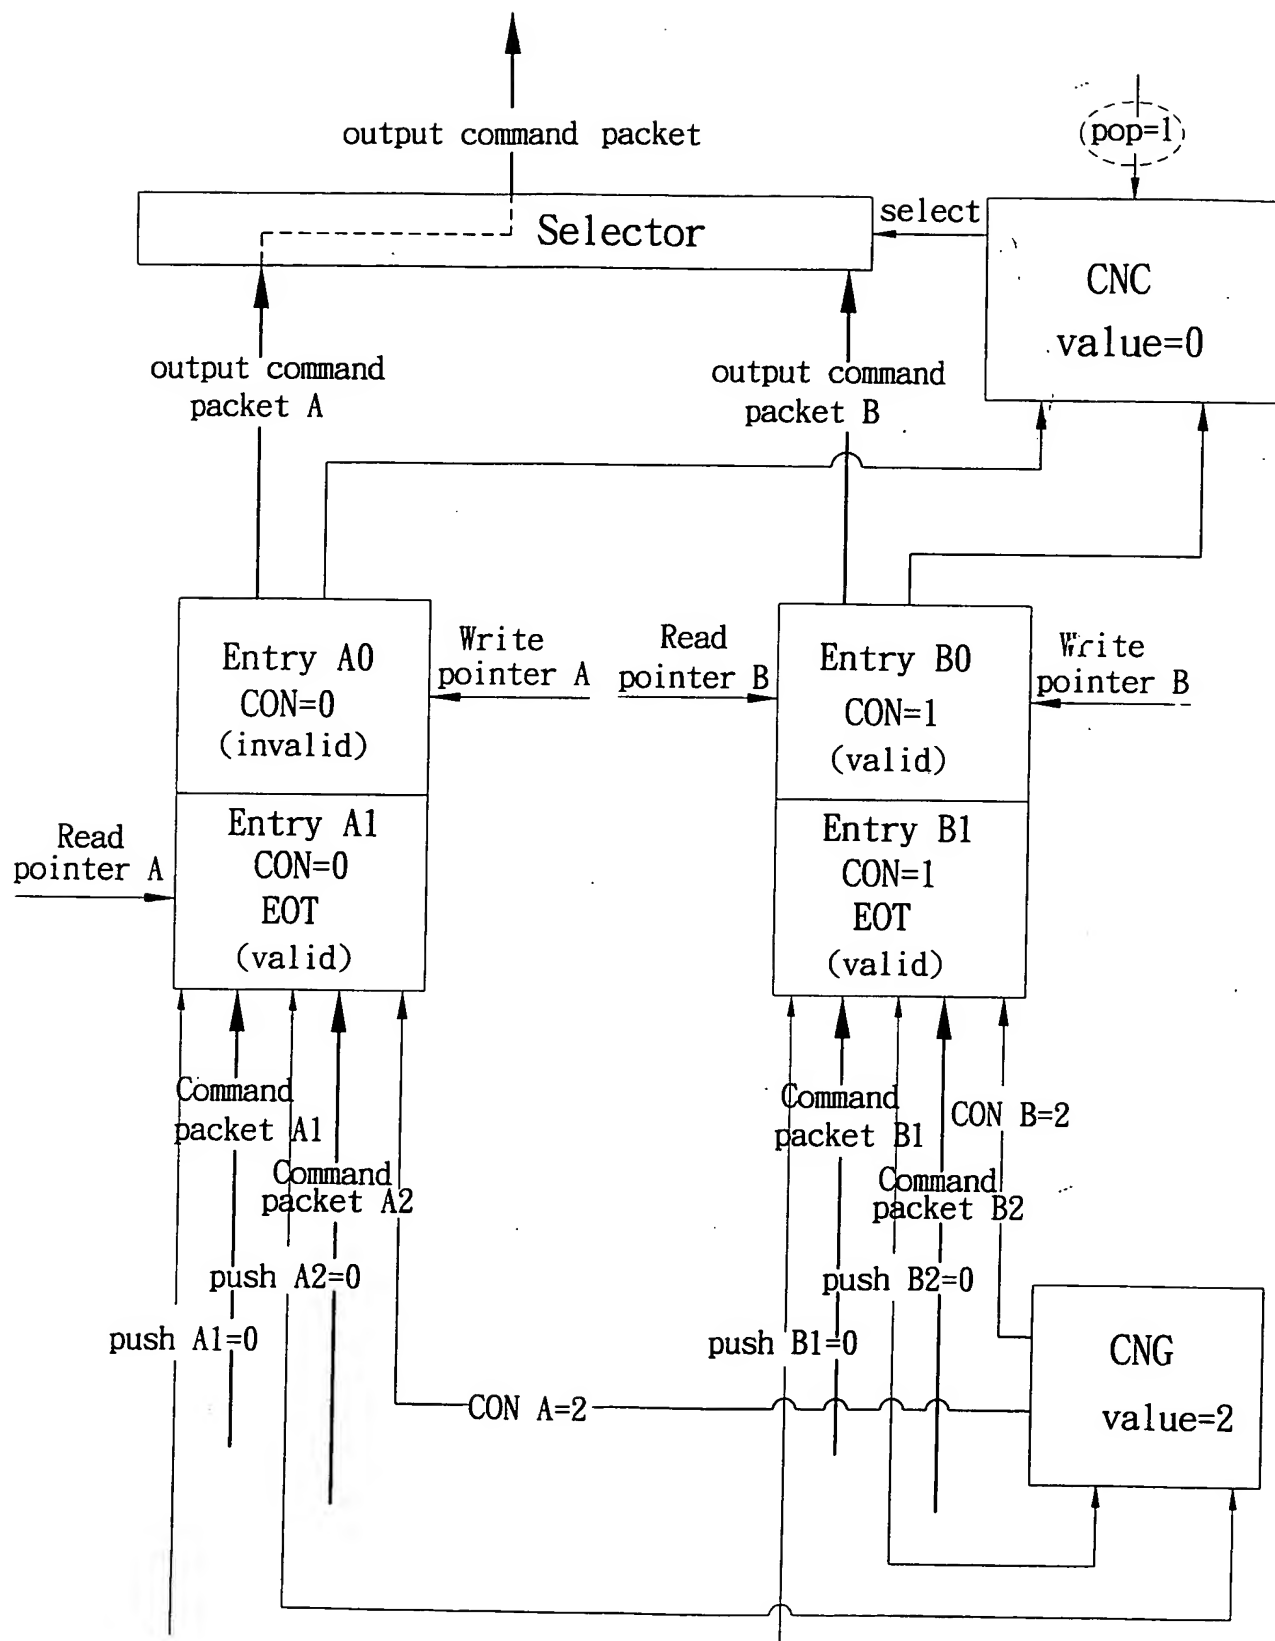 output command packet
pop=1
Selector
select
CNC
value=0
output command
packet A
output command
packet B
Entry A0
CON=0
(invalid)
Write
pointer A
Read
pointer B
Entry B0
CON=1
(valid)
Write
pointer B
Read
pointer A
Entry A1
CON=0
EOT
(valid)
Entry B1
CON=1
EOT
(valid)
Command
packet A1
Command
packet A2
push A2=0
push A1=0
Command
packet B1
CON B=2
Command
packet B2
push B2=0
push B1=0
CON A=2
CNG
value=2